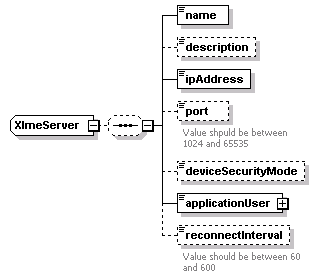 name
description
ipAddress
port
Value shpuld be between
1024 and 65535
XlmeServer
deviceSecurityMode
applicationUser
reconnectInterval
Value should be between 60
and 600